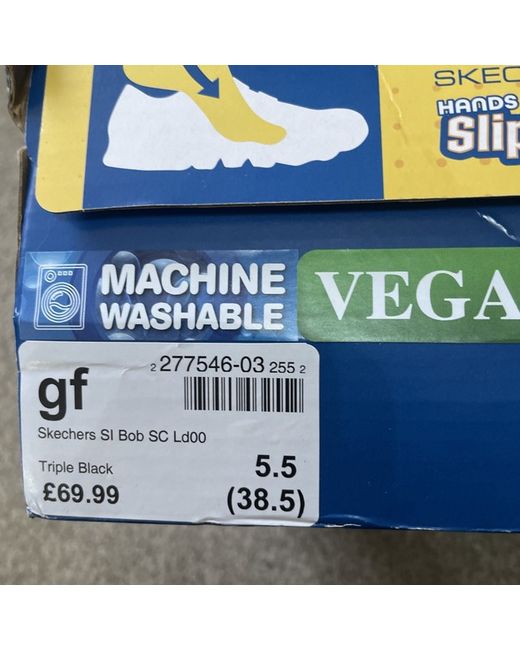 SKEC
HANDS
Slip
MACHINE
WASHABLE
VEGA
2 277546-03 255 2
gf
Skechers SI Bob SC Ld00
Triple Black
5.5
£69.99
(38.5)